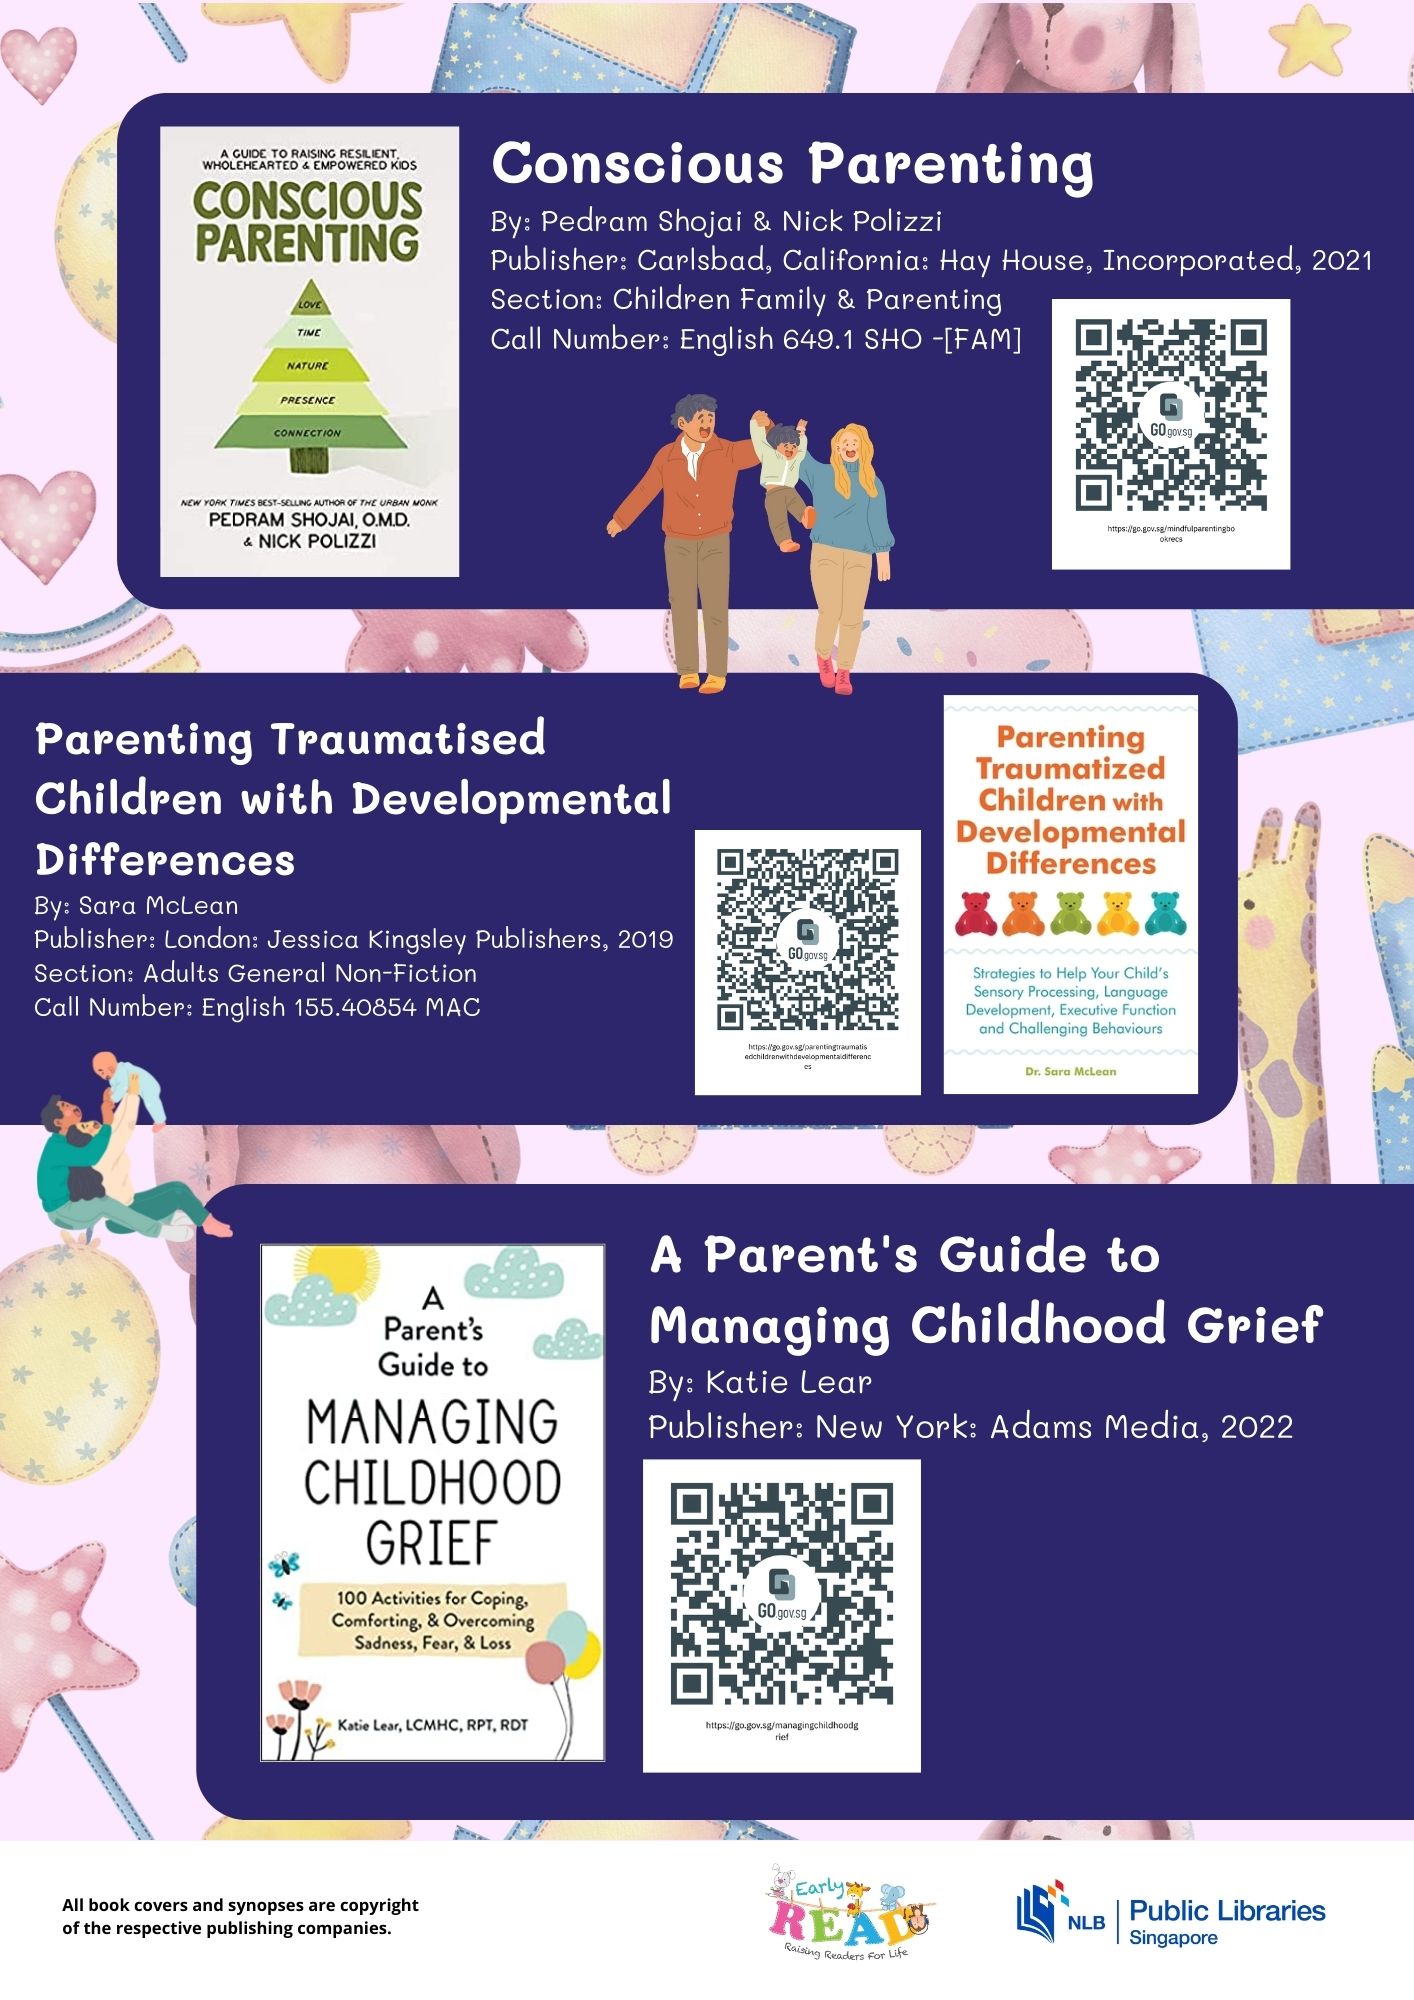 A GUIDE TO RAISING RESILIENT,
WHOLEHEARTED & EMPOWERED KIDS
CONSCIOUS
PARENTING
LOVE
TIME
NATURE
PRESENCE
CONNECTION
NEW YORK TIMES BEST-SELLING AUTHOR OF THE URBAN MONK
PEDRAM SHOJAI, O.M.D.
& NICK POLIZZI
Conscious Parenting
By: Pedram Shojai & Nick Polizzi
Publisher: Carlsbad, California: Hay House, Incorporated, 2021
Section: Children Family & Parenting
Call Number: English 649.1 SHO -[FAM]
GO.gov.sg
https://go.gov.sg/mindfulparentingbo
okrecs
Parenting Traumatised
Children with Developmental
Differences
By: Sara McLean
Publisher: London: Jessica Kingsley Publishers, 2019
Section: Adults General Non-Fiction
Call Number: English 155.40854 MAC
GO.gov.sg
https://go.gov.sg/parentingtraumatis
edchildrenwithdevelopmentaldifferenc
es
Parenting
Traumatized
Children with
Developmental
Differences
Strategies to Help Your Child's
Sensory Processing, Language
Development, Executive Function
and Challenging Behaviours
Dr. Sara McLean
A
Parent's
Guide to
MANAGING
CHILDHOOD
GRIEF
100 Activities for Coping,
Comforting, & Overcoming
Sadness, Fear, & Loss
Katie Lear, LCMHC, RPT, RDT
A Parent's Guide to
Managing Childhood Grief
By: Katie Lear
Publisher: New York: Adams Media, 2022
GO.gov.sg
https://go.gov.sg/managingchildhoodg
rief
All book covers and synopses are copyright
of the respective publishing companies.
Early
READ
Raising Readers For Life
NLB
Public Libraries
Singapore